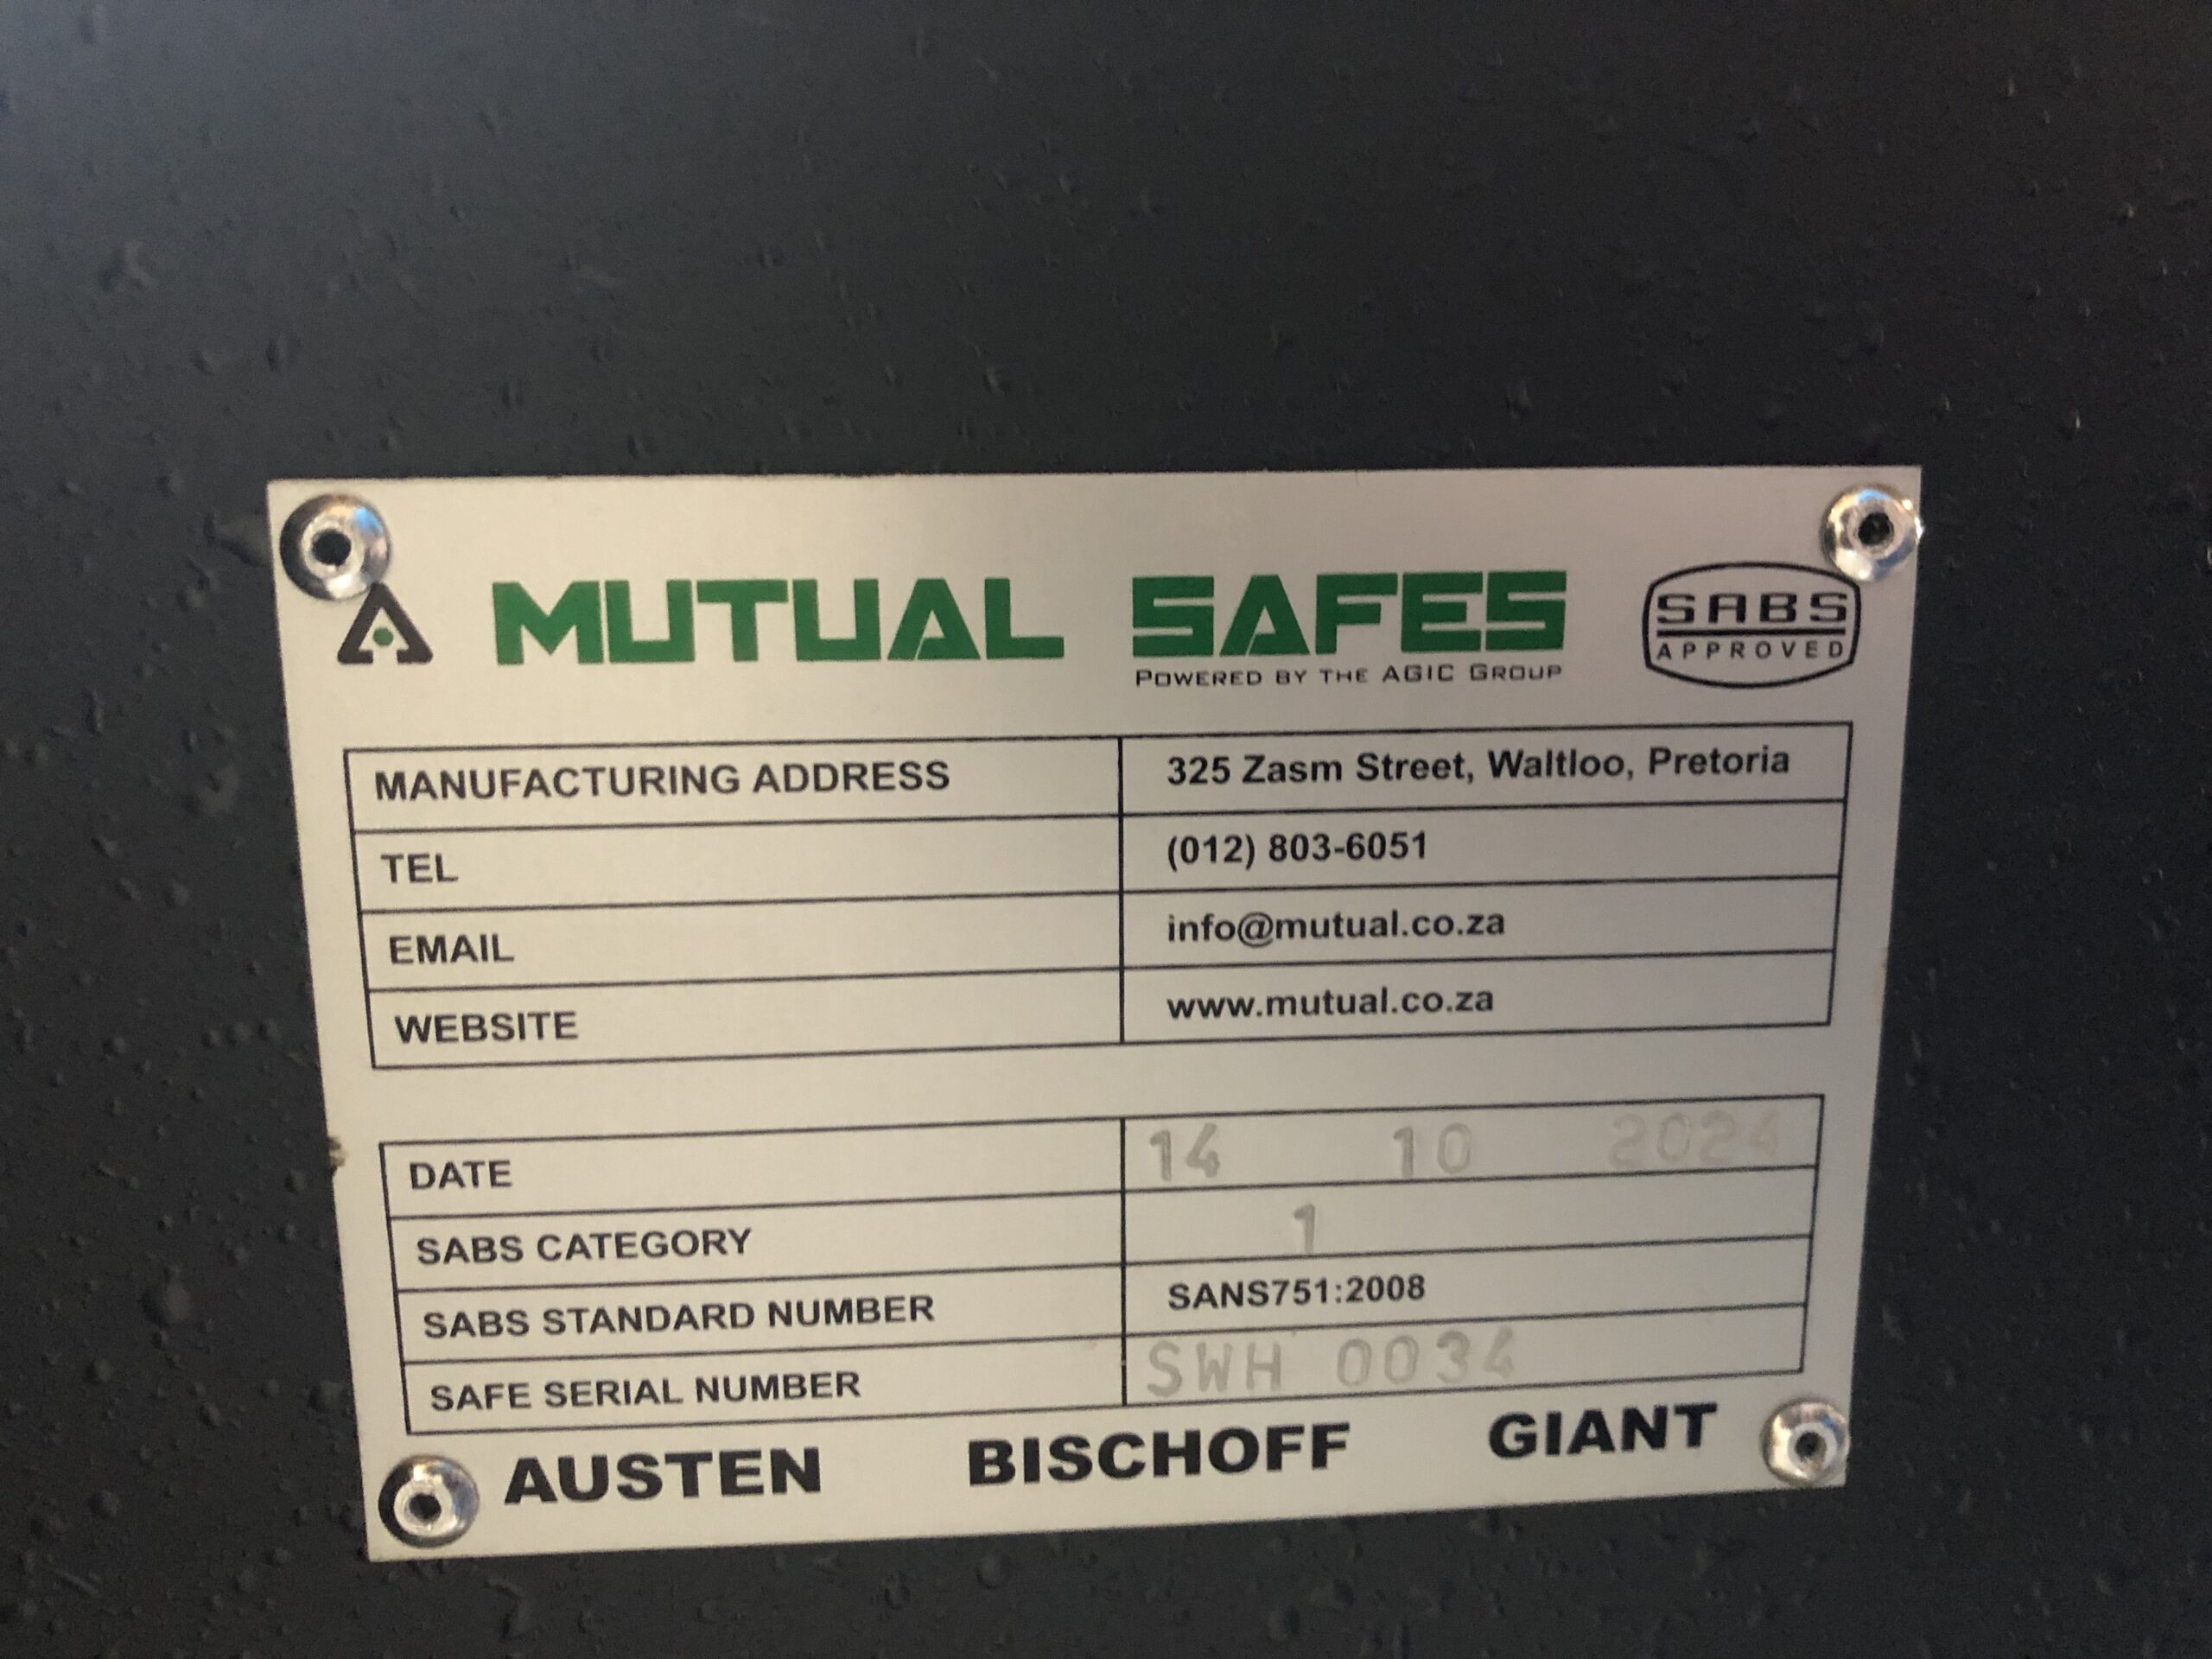 MUTUAL SAFES
POWERED BY THE AGIC GROUP
SABS
APPROVED
MANUFACTURING ADDRESS 325 Zasm Street, Waltloo, Pretoria
TEL (012) 803-6051
EMAIL info@mutual.co.za
WEBSITE www.mutual.co.za
DATE 14 10 2024
SABS CATEGORY 1
SABS STANDARD NUMBER SANS751:2008
SAFE SERIAL NUMBER SWH 0034
AUSTEN BISCHOFF GIANT